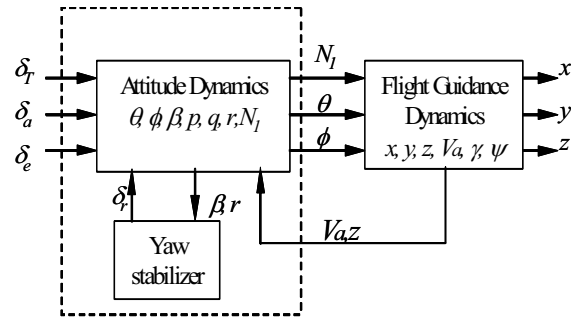 δT
δa
δe
Attitude Dynamics
θ, ϕ, β, p, q, r, N1
N1
θ
ϕ
Flight Guidance
Dynamics
x, y, z, Va, γ, ψ
x
y
z
δr
β, r
Va,z
Yaw
stabilizer